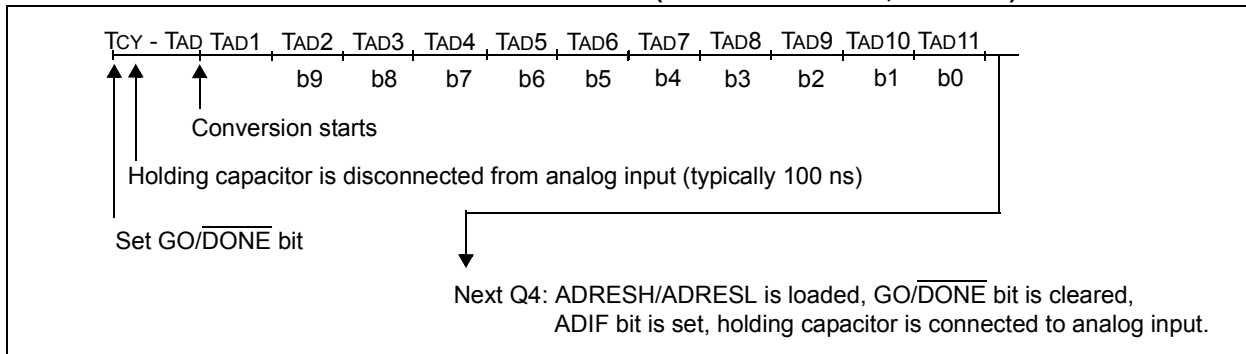 TCY - TAD TAD1 TAD2 TAD3 TAD4 TAD5 TAD6 TAD7 TAD8 TAD9 TAD10 TAD11
b9 b8 b7 b6 b5 b4 b3 b2 b1 b0
Conversion starts
Holding capacitor is disconnected from analog input (typically 100 ns)
Set GO/DONE bit
Next Q4: ADRESH/ADRESL is loaded, GO/DONE bit is cleared,
ADIF bit is set, holding capacitor is connected to analog input.